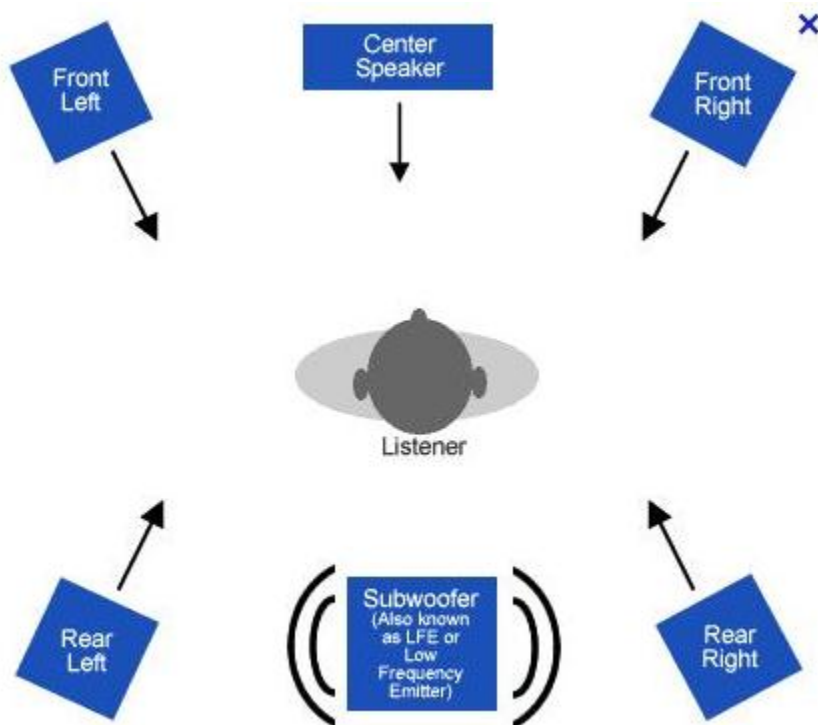 Front
Left
Center
Speaker
Front
Right
Listener
Rear
Left
Subwoofer
(Also known
as LFE or
Low
Frequency
Emitter)
Rear
Right